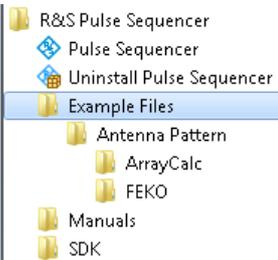 R&S Pulse Sequencer
Pulse Sequencer
Uninstall Pulse Sequencer
Example Files
Antenna Pattern
ArrayCalc
FEKO
Manuals
SDK